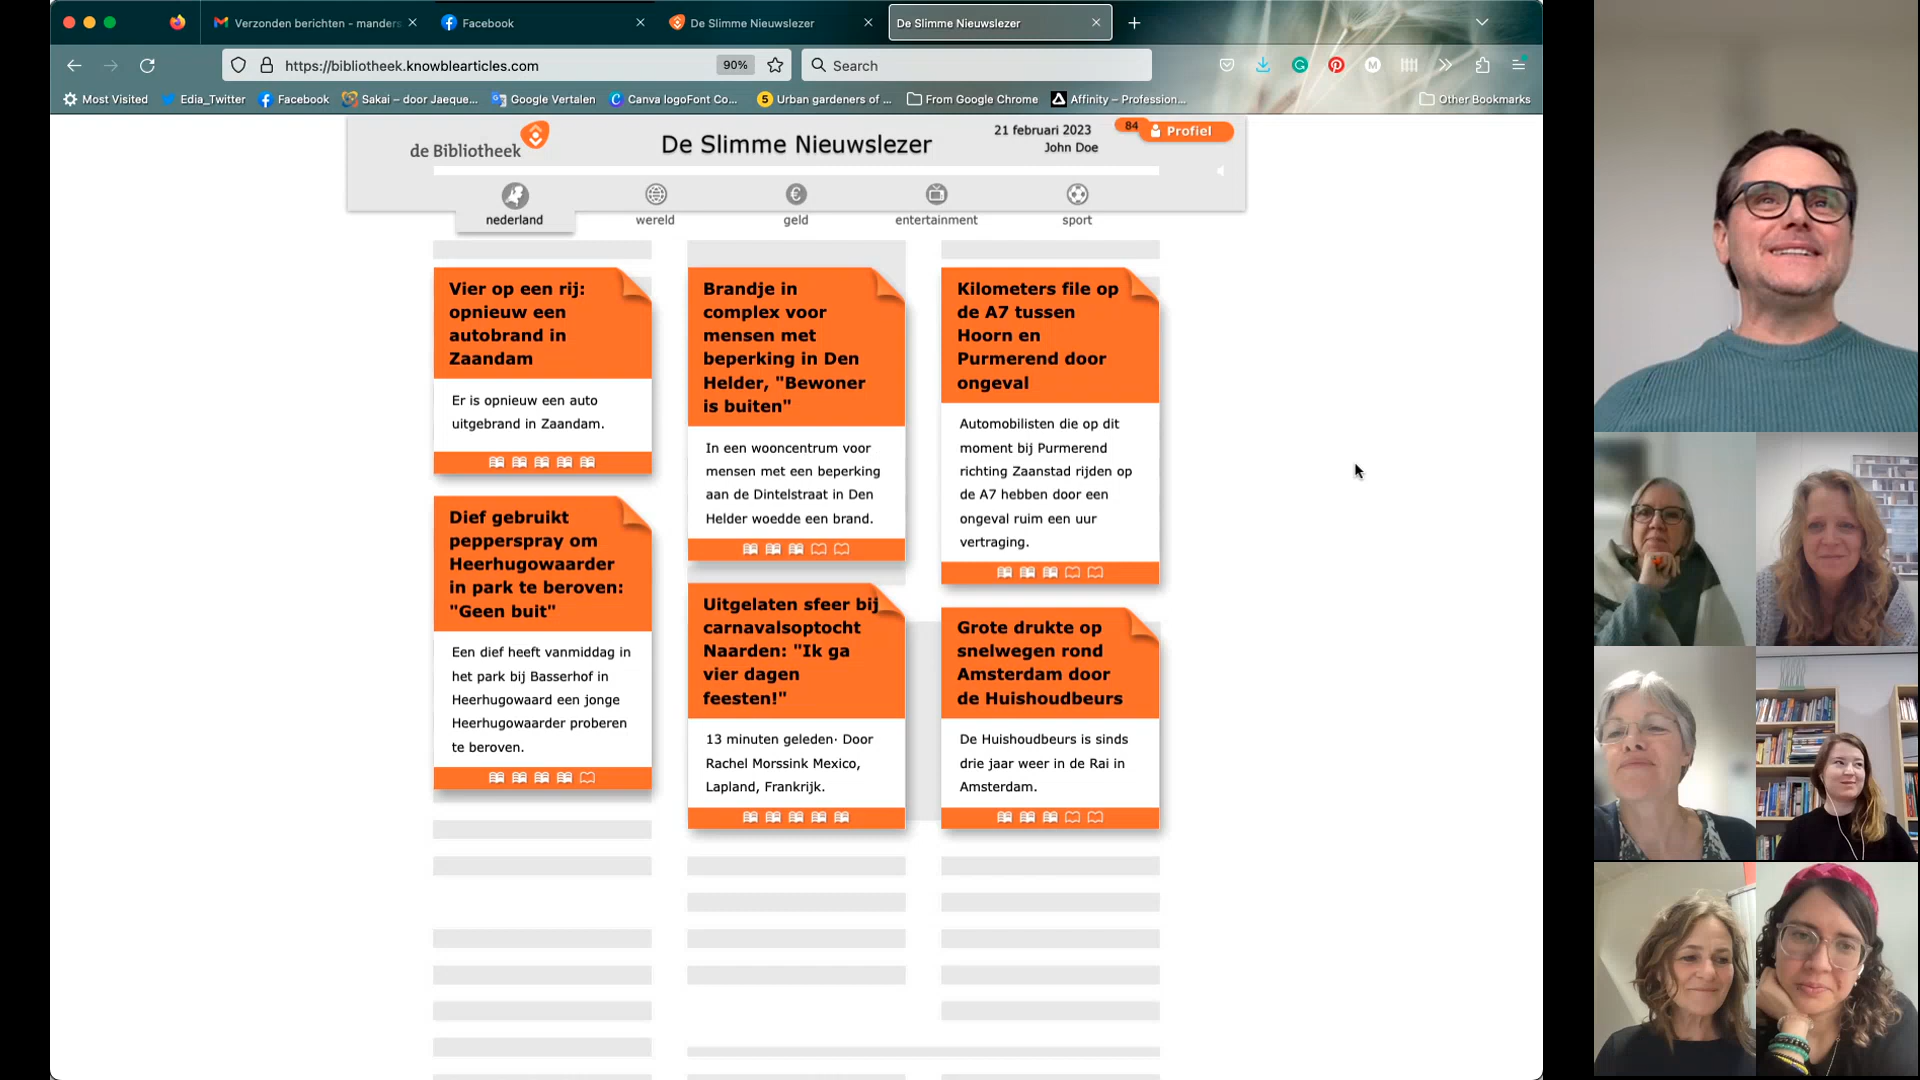 Verzonden berichten - manders
Facebook
De Slimme Nieuwslezer
De Slimme Nieuwslezer
https://bibliotheek.knowblearticles.com
90%
Search
Most Visited
Edia_Twitter
Facebook
Sakai – door Jaeque...
Google Vertalen
Canva logoFont Co...
Urban gardeners of ...
From Google Chrome
Affinity – Profession...
Other Bookmarks
de Bibliotheek
De Slimme Nieuwslezer
21 februari 2023
John Doe
84
Profiel
nederland
wereld
geld
entertainment
sport
Vier op een rij:
opnieuw een
autobrand in
Zaandam
Er is opnieuw een auto
uitgebrand in Zaandam.
Dief gebruikt
pepperspray om
Heerhugowaarder
in park te beroven:
"Geen buit"
Een dief heeft vanmiddag in
het park bij Basserhof in
Heerhugowaard een jonge
Heerhugowaarder proberen
te beroven.
Brandje in
complex voor
mensen met
beperking in Den
Helder, "Bewoner
is buiten"
In een wooncentrum voor
mensen met een beperking
aan de Dintelstraat in Den
Helder woedde een brand.
Uitgelaten sfeer bij
carnavalsoptocht
Naarden: "Ik ga
vier dagen
feesten!"
13 minuten geleden· Door
Rachel Morssink Mexico,
Lapland, Frankrijk.
Kilometers file op
de A7 tussen
Hoorn en
Purmerend door
ongeval
Automobilisten die op dit
moment bij Purmerend
richting Zaanstad rijden op
de A7 hebben door een
ongeval ruim een uur
vertraging.
Grote drukte op
snelwegen rond
Amsterdam door
de Huishoudbeurs
De Huishoudbeurs is sinds
drie jaar weer in de Rai in
Amsterdam.